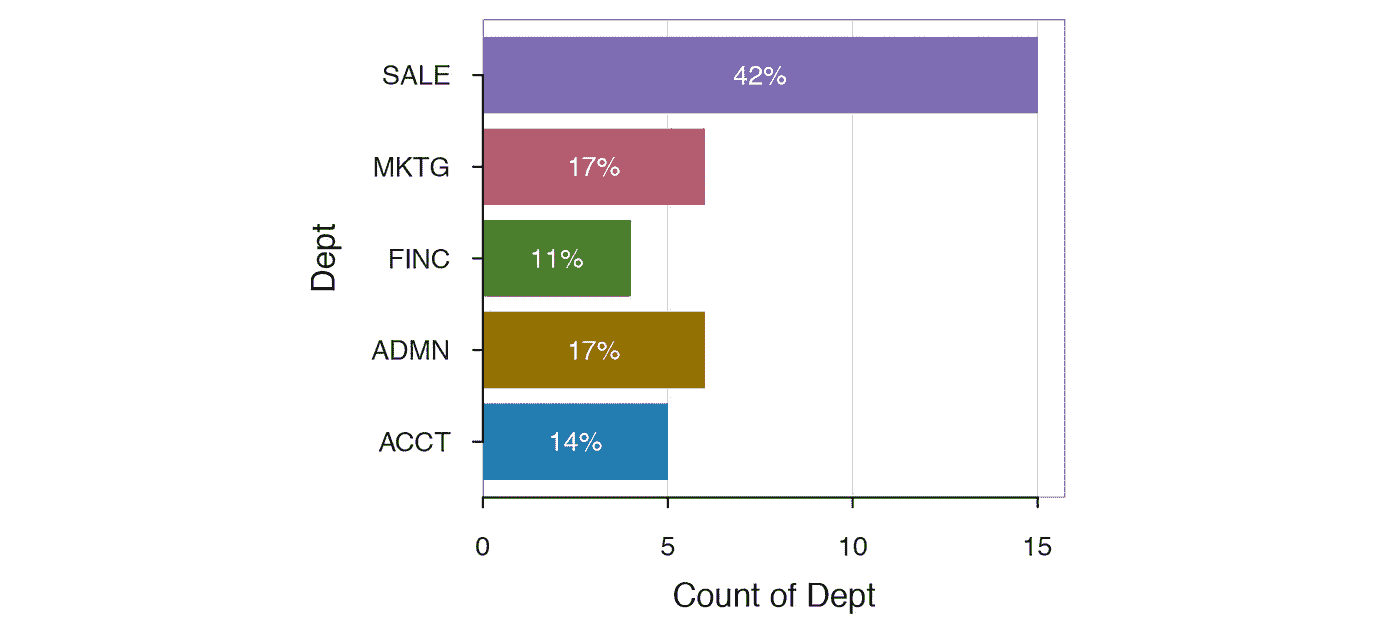 SALE
42%
MKTG
17%
FINC
11%
ADMN
17%
ACCT
14%
Dept
0 5 10 15
Count of Dept